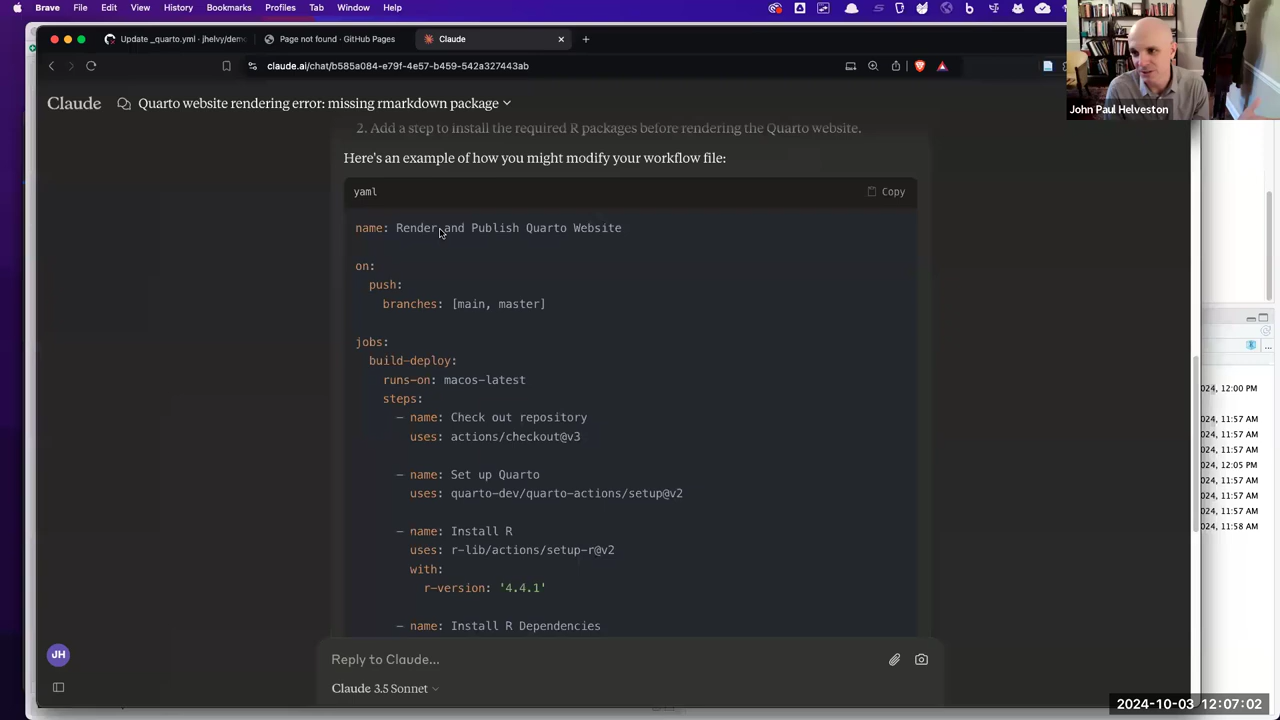 Brave File Edit View History Bookmarks Profiles Tab Window Help
Update _quarto.yml · jhelvy/dem
Page not found · GitHub Pages
Claude
claude.ai/chat/b585a084-e79f-4e57-b459-542a327443ab
John Paul Helveston
Claude
Quarto website rendering error: missing rmarkdown package
2. Add a step to install the required R packages before rendering the Quarto website.
Here's an example of how you might modify your workflow file:
yaml
Copy
name: Render and Publish Quarto Website
on:
push:
branches: [main, master]
jobs:
build-deploy:
runs-on: macos-latest
steps:
- name: Check out repository
uses: actions/checkout@v3
- name: Set up Quarto
uses: quarto-dev/quarto-actions/setup@v2
- name: Install R
uses: r-lib/actions/setup-r@v2
with:
r-version: '4.4.1'
- name: Install R Dependencies
024, 12:00 PM
024, 11:57 AM
024, 11:57 AM
024, 11:57 AM
024, 12:05 PM
024, 11:57 AM
024, 11:57 AM
024, 11:57 AM
024, 11:58 AM
JH
Reply to Claude...
Claude 3.5 Sonnet
2024-10-03 12:07:02